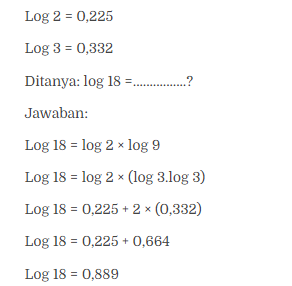 Log 2 = 0,225
Log 3 = 0,332
Ditanya: log 18 =................?
Jawaban:
Log 18 = log 2 × log 9
Log 18 = log 2 × (log 3.log 3)
Log 18 = 0,225 + 2 × (0,332)
Log 18 = 0,225 + 0,664
Log 18 = 0,889